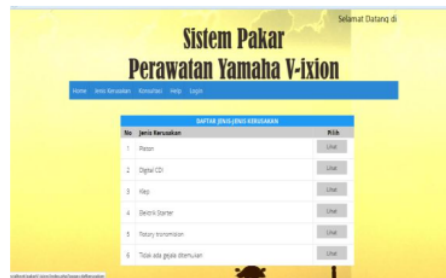 Selamat Datang di
Sistem Pakar
Perawatan Yamaha V-ixion
Home Jenis Kerusakan Konsultasi Help Login
DAFTAR JENIS-JENIS KERUSAKAN
No Jenis Kerusakan Pilih
1 Piston Lihat
2 Digital CDI Lihat
3 Klep Lihat
4 Elektrik Starter Lihat
5 Rotary transmision Lihat
6 Tidak ada gejala ditemukan Lihat